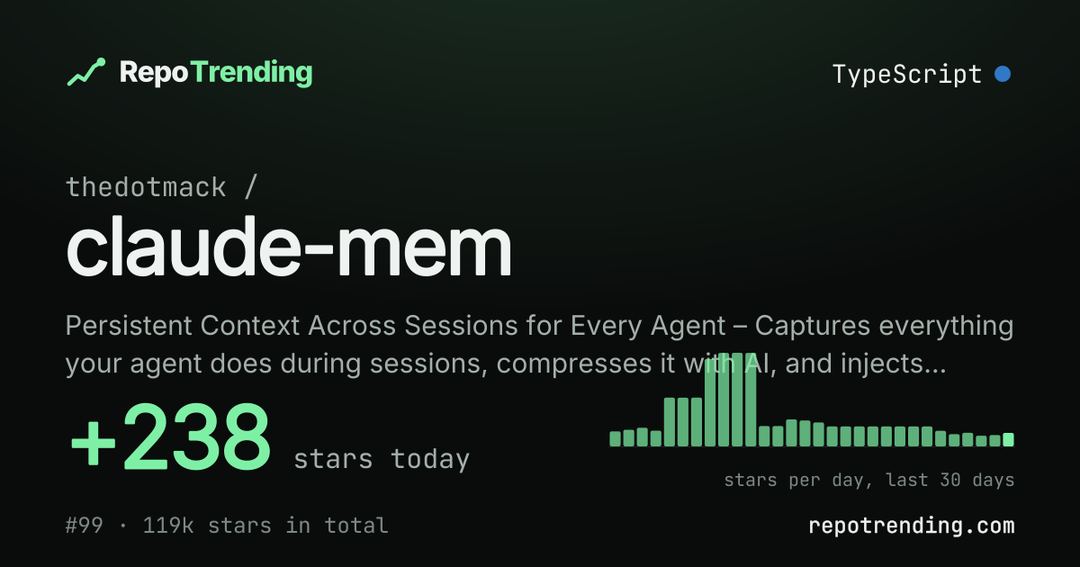 RepoTrending
TypeScript
thedotmack /
claude-mem
Persistent Context Across Sessions for Every Agent – Captures everything
your agent does during sessions, compresses it with AI, and injects...
+238 stars today
stars per day, last 30 days
#99 · 119k stars in total
repotrending.com